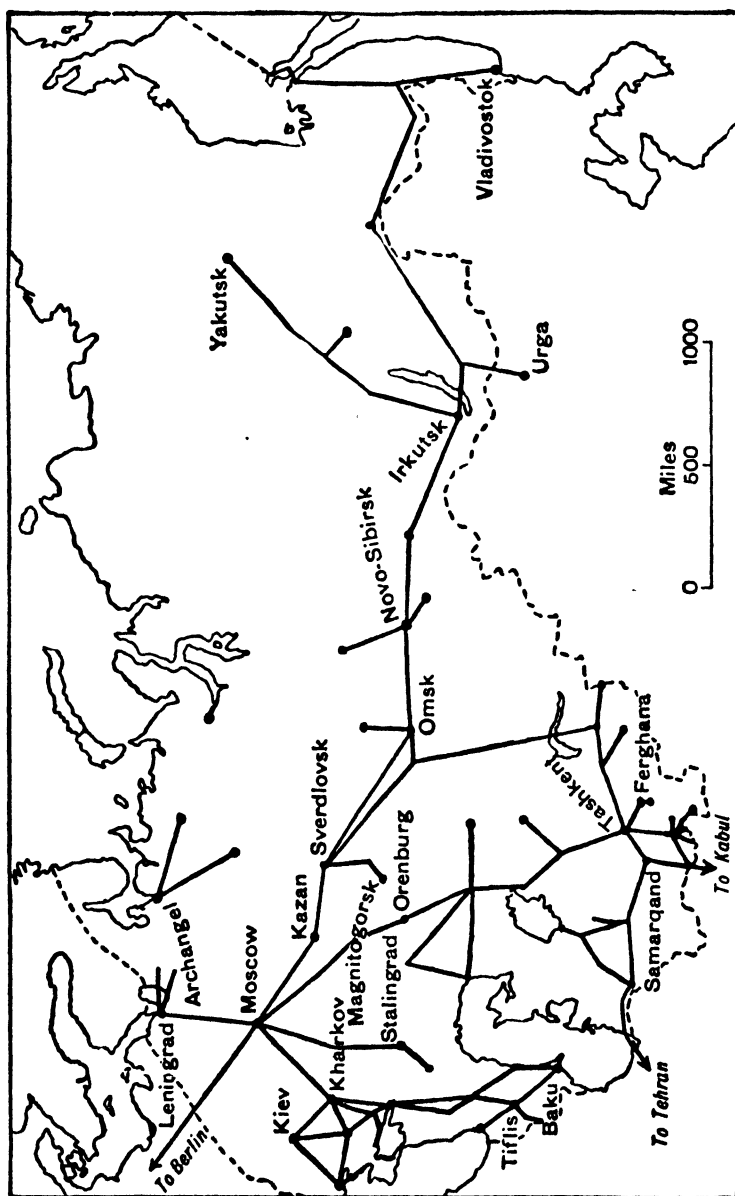 To Berlin
Leningrad
Archangel
Moscow
Kazan
Sverdlovsk
Kiev
Kharkov
Magnitogorsk
Stalingrad
Orenburg
Omsk
Novo-Sibirsk
Irkutsk
Yakutsk
Urga
Vladivostok
Tiflis
Baku
To Tehran
Samarqand
Tashkent
Ferghana
To Kabul
Miles
0 500 1000